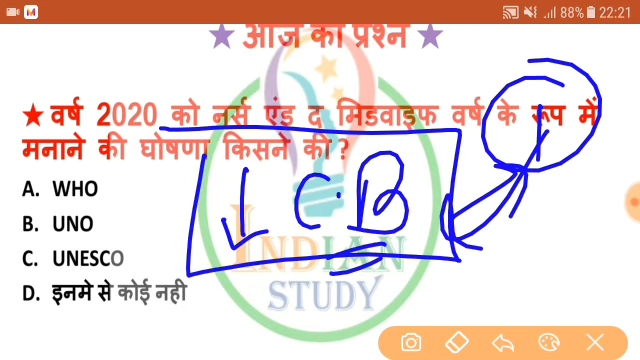 88% 22:21
★ आज का प्रश्न ★
★ वर्ष 2020 को नर्स एंड द मिडवाइफ वर्ष के रूप में
मनाने की घोषणा किसने की ?
A. WHO
B. UNO
C. UNESCO
D. इनमे से कोई नही
I C. B
INDIAN
STUDY